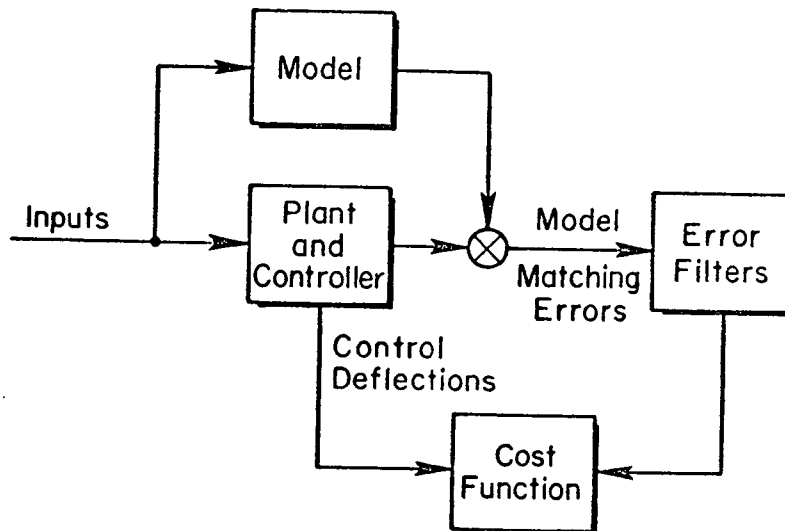 Model
Inputs
Plant
and
Controller
Model
Matching
Errors
Error
Filters
Control
Deflections
Cost
Function